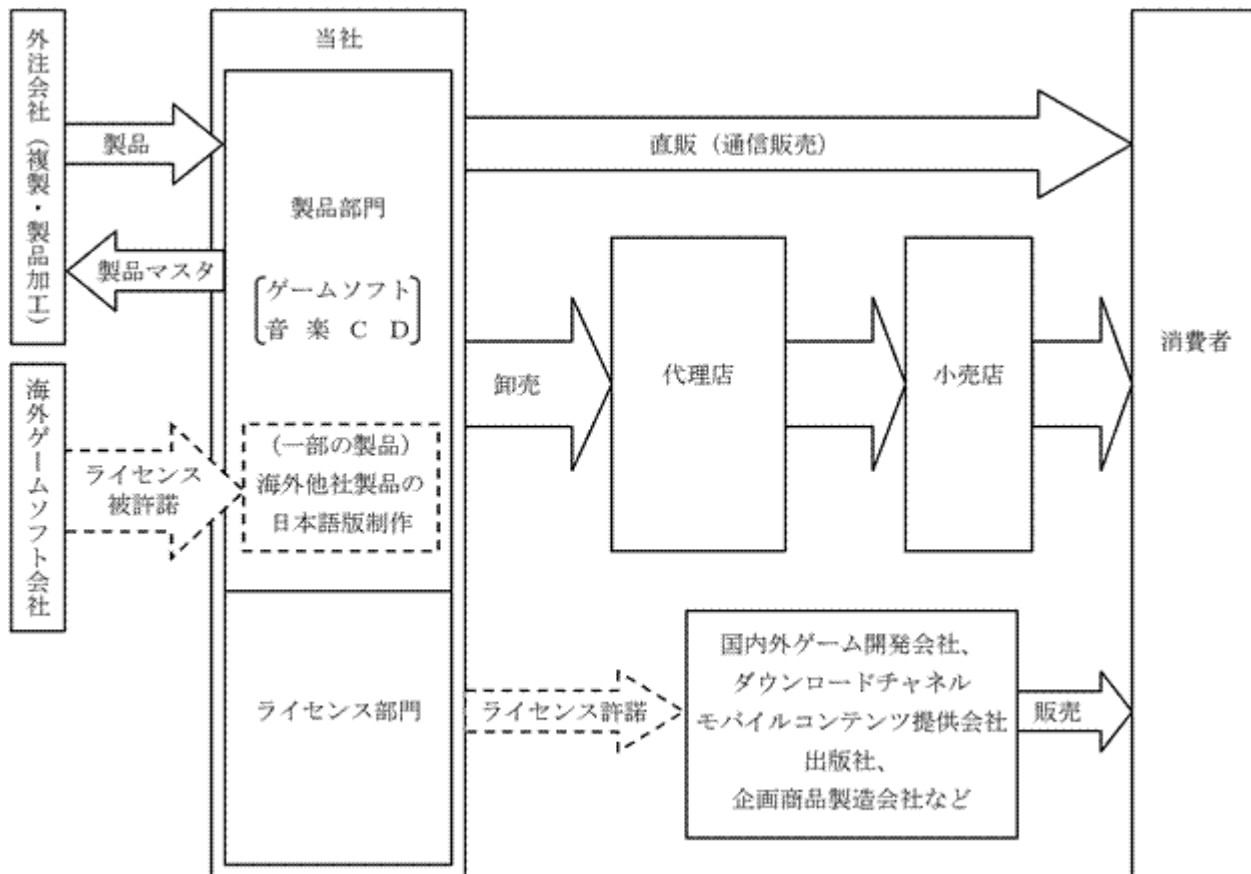 外注会社（複製・製品加工）
海外ゲームソフト会社
製品
製品マスタ
ライセンス
被許諾
当社
製品部門
ゲームソフト
音楽ＣＤ
（一部の製品）
海外他社製品の
日本語版制作
ライセンス部門
直販（通信販売）
卸売
代理店
小売店
ライセンス許諾
国内外ゲーム開発会社、
ダウンロードチャネル
モバイルコンテンツ提供会社
出版社、
企画商品製造会社など
販売
消費者